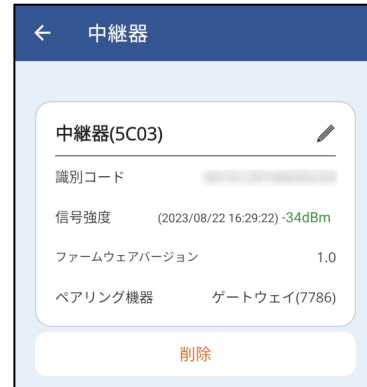 中継器
中継器(5C03)
識別コード
信号強度 (2023/08/22 16:29:22) -34dBm
ファームウェアバージョン 1.0
ペアリング機器 ゲートウェイ(7786)
削除